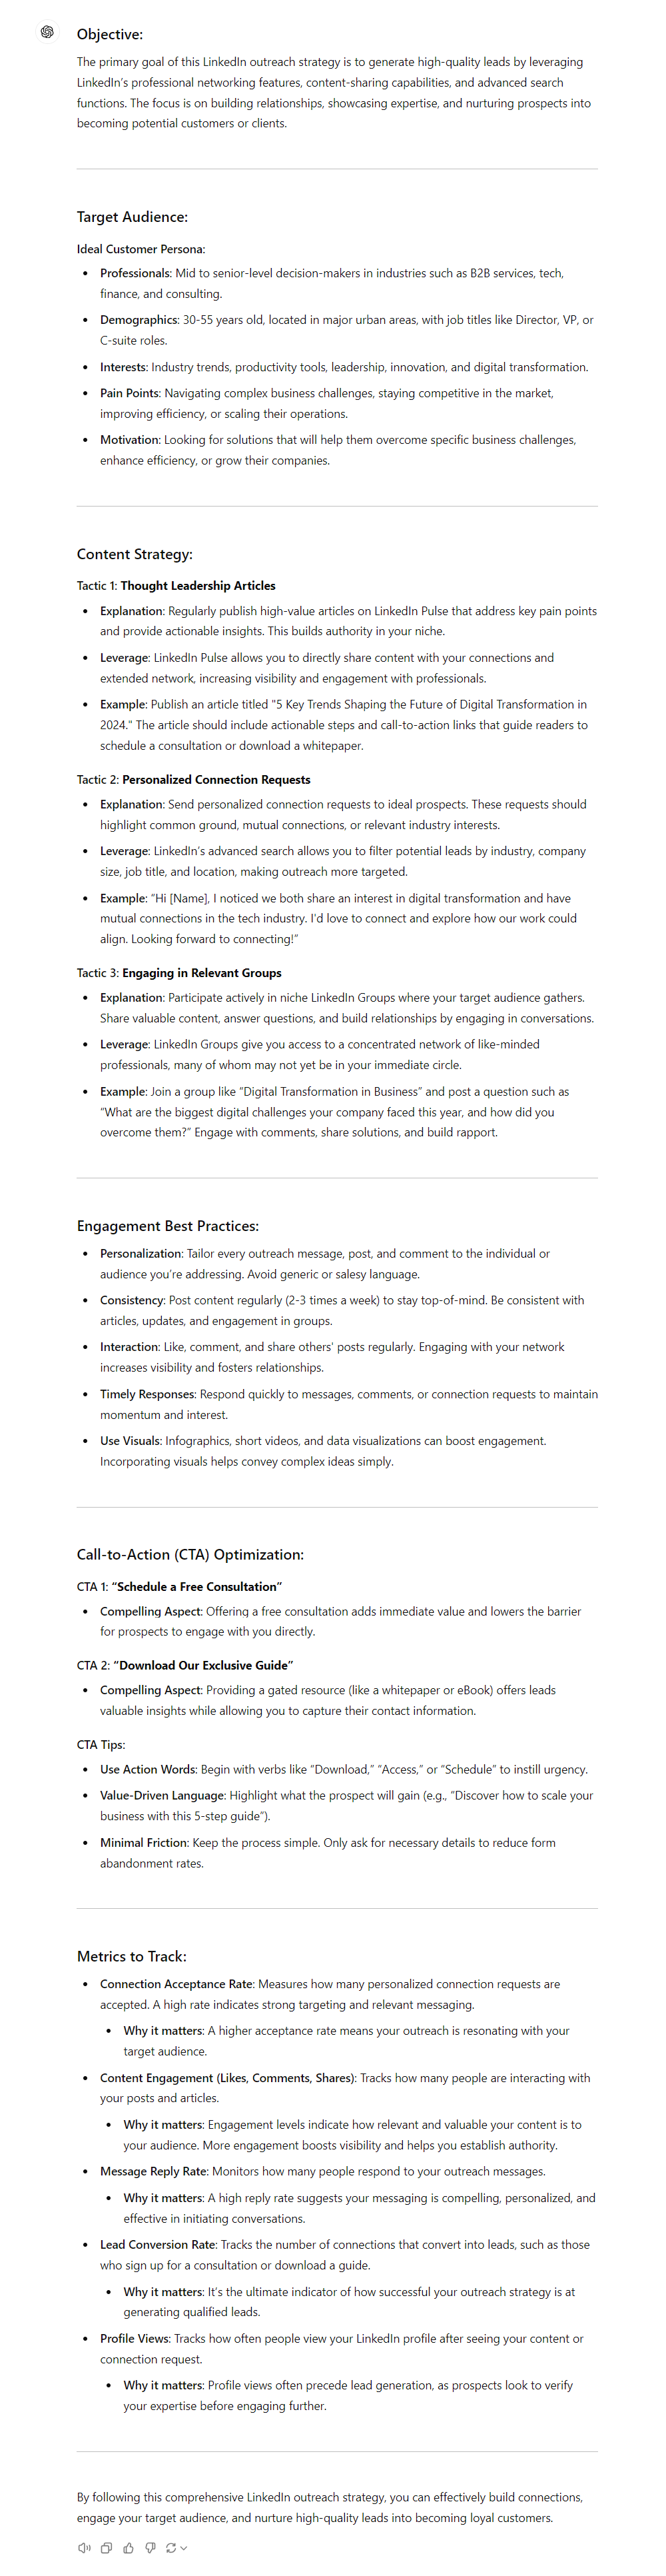 Objective:
The primary goal of this LinkedIn outreach strategy is to generate high-quality leads by leveraging
LinkedIn's professional networking features, content-sharing capabilities, and advanced search
functions. The focus is on building relationships, showcasing expertise, and nurturing prospects into
becoming potential customers or clients.
Target Audience:
Ideal Customer Persona:
• Professionals: Mid to senior-level decision-makers in industries such as B2B services, tech,
finance, and consulting.
• Demographics: 30-55 years old, located in major urban areas, with job titles like Director, VP, or
C-suite roles.
• Interests: Industry trends, productivity tools, leadership, innovation, and digital transformation.
• Pain Points: Navigating complex business challenges, staying competitive in the market,
improving efficiency, or scaling their operations.
• Motivation: Looking for solutions that will help them overcome specific business challenges,
enhance efficiency, or grow their companies.
Content Strategy:
Tactic 1: Thought Leadership Articles
• Explanation: Regularly publish high-value articles on LinkedIn Pulse that address key pain points
and provide actionable insights. This builds authority in your niche.
• Leverage: LinkedIn Pulse allows you to directly share content with your connections and
extended network, increasing visibility and engagement with professionals.
• Example: Publish an article titled "5 Key Trends Shaping the Future of Digital Transformation in
2024." The article should include actionable steps and call-to-action links that guide readers to
schedule a consultation or download a whitepaper.
Tactic 2: Personalized Connection Requests
• Explanation: Send personalized connection requests to ideal prospects. These requests should
highlight common ground, mutual connections, or relevant industry interests.
• Leverage: LinkedIn's advanced search allows you to filter potential leads by industry, company
size, job title, and location, making outreach more targeted.
• Example: "Hi [Name], I noticed we both share an interest in digital transformation and have
mutual connections in the tech industry. I'd love to connect and explore how our work could
align. Looking forward to connecting!"
Tactic 3: Engaging in Relevant Groups
• Explanation: Participate actively in niche LinkedIn Groups where your target audience gathers.
Share valuable content, answer questions, and build relationships by engaging in conversations.
• Leverage: LinkedIn Groups give you access to a concentrated network of like-minded
professionals, many of whom may not yet be in your immediate circle.
• Example: Join a group like "Digital Transformation in Business" and post a question such as
"What are the biggest digital challenges your company faced this year, and how did you
overcome them?" Engage with comments, share solutions, and build rapport.
Engagement Best Practices:
• Personalization: Tailor every outreach message, post, and comment to the individual or
audience you're addressing. Avoid generic or salesy language.
• Consistency: Post content regularly (2-3 times a week) to stay top-of-mind. Be consistent with
articles, updates, and engagement in groups.
• Interaction: Like, comment, and share others' posts regularly. Engaging with your network
increases visibility and fosters relationships.
• Timely Responses: Respond quickly to messages, comments, or connection requests to maintain
momentum and interest.
• Use Visuals: Infographics, short videos, and data visualizations can boost engagement.
Incorporating visuals helps convey complex ideas simply.
Call-to-Action (CTA) Optimization:
CTA 1: "Schedule a Free Consultation"
• Compelling Aspect: Offering a free consultation adds immediate value and lowers the barrier
for prospects to engage with you directly.
CTA 2: "Download Our Exclusive Guide"
• Compelling Aspect: Providing a gated resource (like a whitepaper or eBook) offers leads
valuable insights while allowing you to capture their contact information.
CTA Tips:
• Use Action Words: Begin with verbs like "Download," "Access," or "Schedule" to instill urgency.
• Value-Driven Language: Highlight what the prospect will gain (e.g., "Discover how to scale your
business with this 5-step guide").
• Minimal Friction: Keep the process simple. Only ask for necessary details to reduce form
abandonment rates.
Metrics to Track:
• Connection Acceptance Rate: Measures how many personalized connection requests are
accepted. A high rate indicates strong targeting and relevant messaging.
• Why it matters: A higher acceptance rate means your outreach is resonating with your
target audience.
• Content Engagement (Likes, Comments, Shares): Tracks how many people are interacting with
your posts and articles.
• Why it matters: Engagement levels indicate how relevant and valuable your content is to
your audience. More engagement boosts visibility and helps you establish authority.
• Message Reply Rate: Monitors how many people respond to your outreach messages.
• Why it matters: A high reply rate suggests your messaging is compelling, personalized, and
effective in initiating conversations.
• Lead Conversion Rate: Tracks the number of connections that convert into leads, such as those
who sign up for a consultation or download a guide.
• Why it matters: It's the ultimate indicator of how successful your outreach strategy is at
generating qualified leads.
• Profile Views: Tracks how often people view your LinkedIn profile after seeing your content or
connection request.
• Why it matters: Profile views often precede lead generation, as prospects look to verify
your expertise before engaging further.
By following this comprehensive LinkedIn outreach strategy, you can effectively build connections,
engage your target audience, and nurture high-quality leads into becoming loyal customers.